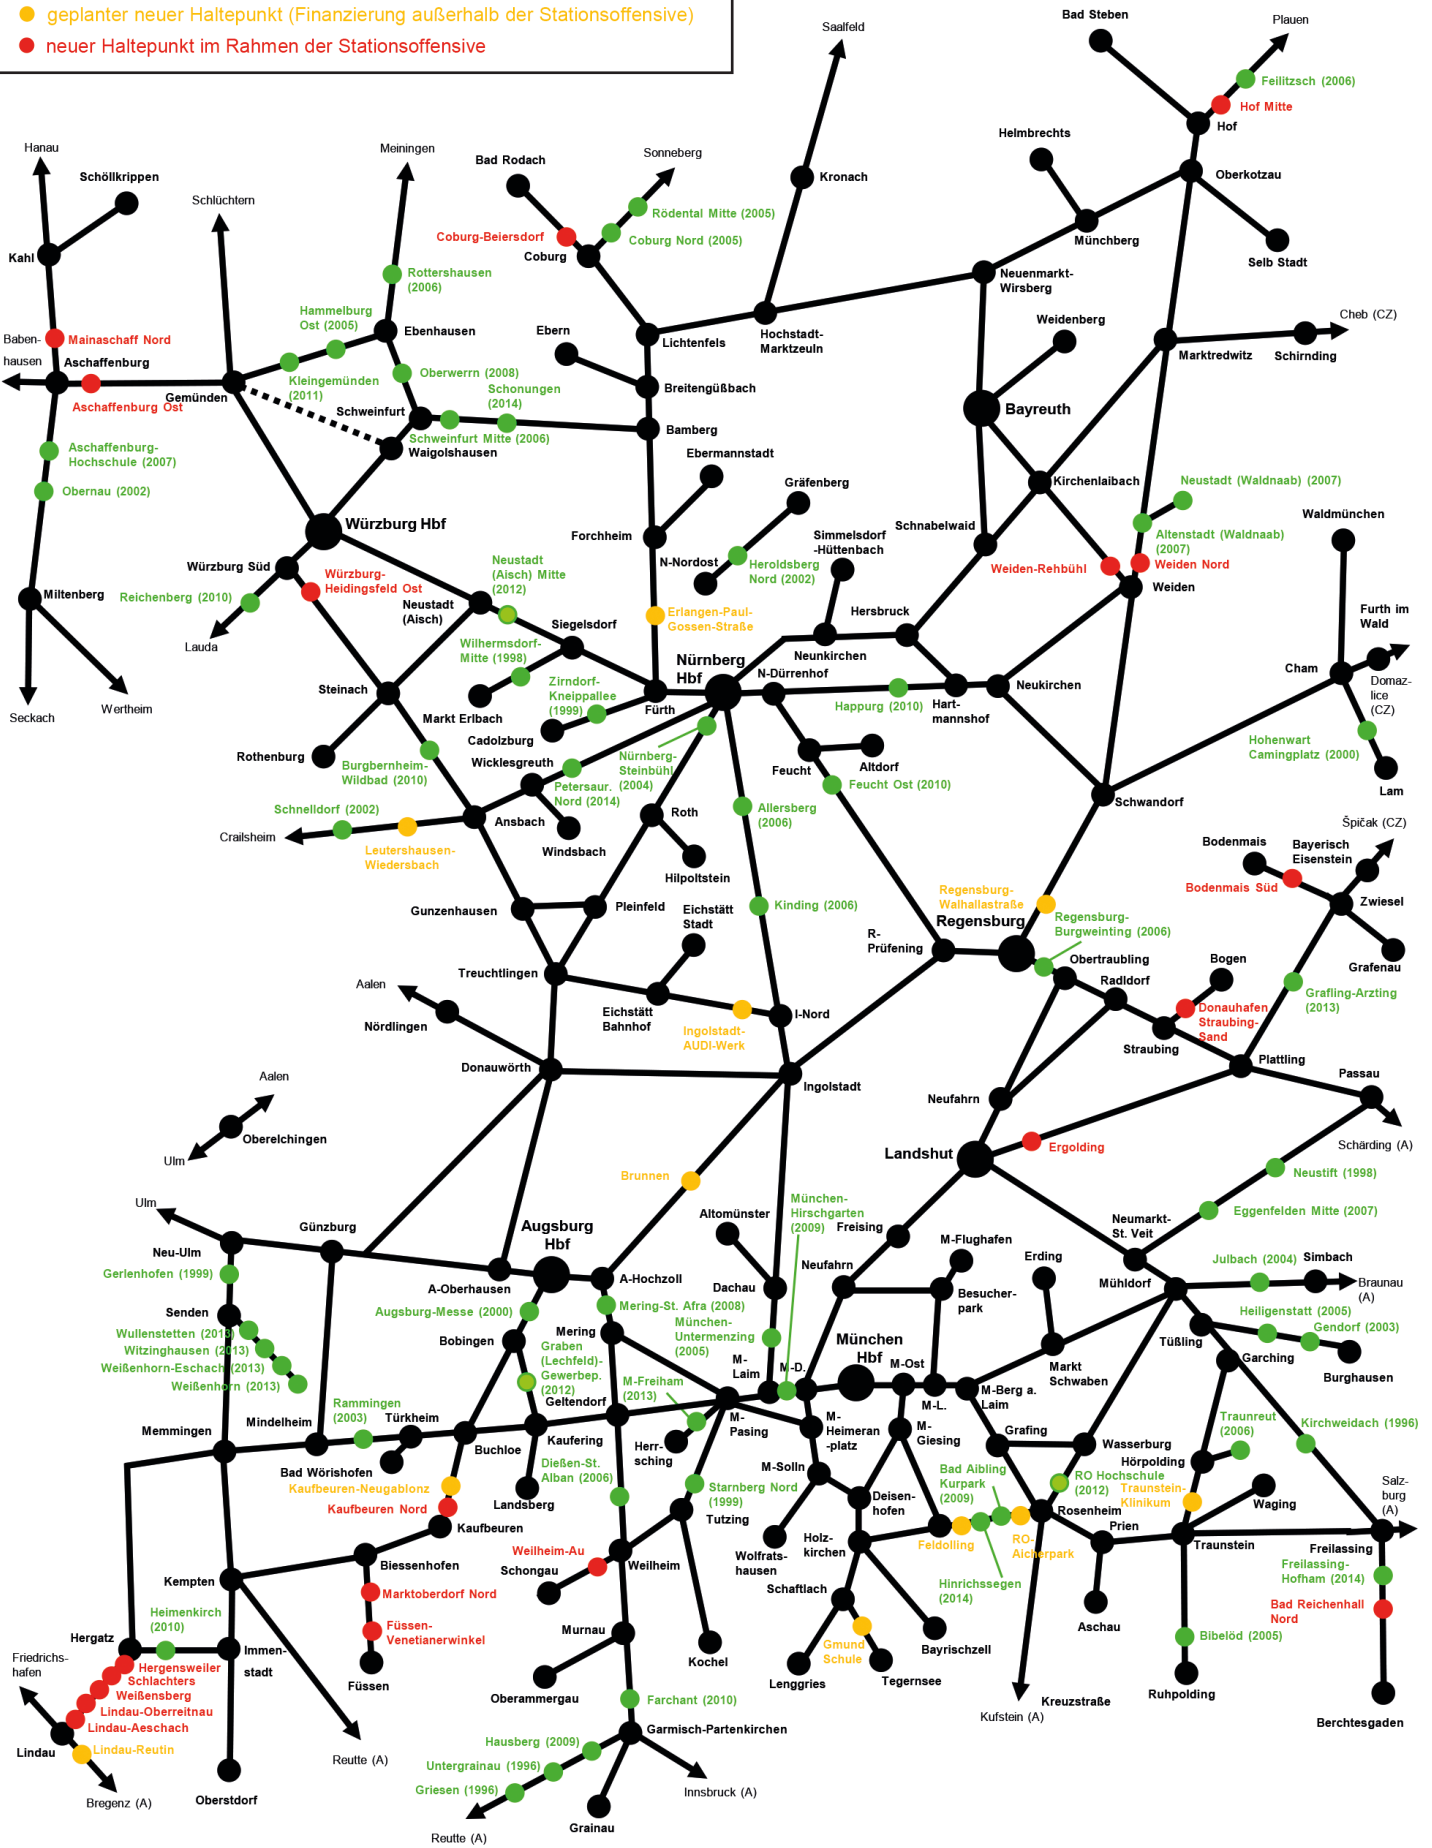 geplanter neuer Haltepunkt (Finanzierung außerhalb der Stationsoffensive)
neuer Haltepunkt im Rahmen der Stationsoffensive
Saalfeld
Bad Steben
Plauen
Feilitzsch (2006)
Hof Mitte
Hof
Hanau
Schöllkrippen
Meiningen
Bad Rodach
Sonneberg
Helmbrechts
Kronach
Oberkotzau
Schlüchtern
Rödental Mitte (2005)
Coburg-Beiersdorf
Coburg Nord (2005)
Coburg
Münchberg
Selb Stadt
Kahl
Rottershausen
(2006)
Neuenmarkt-
Wirsberg
Hammelburg
Ost (2005)
Ebenhausen
Ebern
Lichtenfels
Hochstadt-
Marktzeuln
Weidenberg
Cheb (CZ)
Marktredwitz
Schirnding
Baben-
hausen
Mainaschaff Nord
Aschaffenburg
Aschaffenburg Ost
Gemünden
Kleingemünden
(2011)
Oberwerrn (2008)
Schonungen
(2014)
Schweinfurt
Schweinfurt Mitte (2006)
Waigolshausen
Breitengüßbach
Bamberg
Bayreuth
Aschaffenburg-
Hochschule (2007)
Obernau (2002)
Ebermannstadt
Gräfenberg
Kirchenlaibach
Neustadt (Waldnaab) (2007)
Waldmünchen
Würzburg Hbf
Forchheim
N-Nordost
Heroldsberg
Nord (2002)
Simmelsdorf
-Hüttenbach
Schnabelwaid
Altenstadt (Waldnaab)
(2007)
Weiden-Rehbühl
Weiden Nord
Weiden
Würzburg Süd
Würzburg-
Heidingsfeld Ost
Reichenberg (2010)
Lauda
Neustadt
(Aisch) Mitte
(2012)
Neustadt
(Aisch)
Siegelsdorf
Erlangen-Paul-
Gossen-Straße
Hersbruck
Neunkirchen
Furth im
Wald
Miltenberg
Seckach
Wertheim
Wilhermsdorf-
Mitte (1998)
Markt Erlbach
Zirndorf-
Kneippallee
(1999)
Cadolzburg
Fürth
Nürnberg
Hbf
N-Dürrenhof
Happurg (2010)
Hart-
mannshof
Neukirchen
Cham
Domaz-
lice
(CZ)
Steinach
Rothenburg
Burgbernheim-
Wildbad (2010)
Wicklesgreuth
Petersaur.
Nord (2014)
Nürnberg-
Steinbühl
(2004)
Feucht
Altdorf
Feucht Ost (2010)
Hohenwart
Camingplatz (2000)
Lam
Schnelldorf (2002)
Crailsheim
Leutershausen-
Wiedersbach
Ansbach
Windsbach
Roth
Hilpoltstein
Allersberg
(2006)
Schwandorf
Špičak (CZ)
Bodenmais
Bayerisch
Eisenstein
Bodenmais Süd
Zwiesel
Grafenau
Gunzenhausen
Pleinfeld
Eichstätt
Stadt
Kinding (2006)
Regensburg-
Walhallastraße
Regensburg
R-
Prüfening
Regensburg-
Burgweinting (2006)
Obertraubling
Radldorf
Bogen
Donauhafen
Straubing-
Sand
Straubing
Grafling-Arzting
(2013)
Treuchtlingen
Aalen
Nördlingen
Eichstätt
Bahnhof
Ingolstadt-
AUDI-Werk
I-Nord
Plattling
Passau
Schärding (A)
Donauwörth
Ingolstadt
Neufahrn
Aalen
Oberelchingen
Ulm
Landshut
Ergolding
Neustift (1998)
Eggenfelden Mitte (2007)
Ulm
Günzburg
Augsburg
Hbf
Brunnen
Altomünster
München-
Hirschgarten
(2009)
Freising
Neumarkt-
St. Veit
Neu-Ulm
Gerlenhofen (1999)
A-Oberhausen
A-Hochzoll
Dachau
Neufahrn
M-Flughafen
Besucher-
park
Erding
Mühldorf
Julbach (2004)
Simbach
Braunau
(A)
Senden
Wullenstetten (2013)
Witzinghausen (2013)
Weißenhorn-Eschach (2013)
Weißenhorn (2013)
Augsburg-Messe (2000)
Bobingen
Mering-St. Afra (2008)
Mering
Graben
(Lechfeld)-
Gewerbep.
(2012)
München-
Untermenzing
(2005)
M-
Laim
M-D.
München
Hbf
M-Ost
M-L.
M-Berg a.
Laim
Markt
Schwaben
Tüßling
Heiligenstatt (2005)
Gendorf (2003)
Garching
Burghausen
Geltendorf
M-Freiham
(2013)
Herr-
sching
M-
Pasing
M-
Heimeran
-platz
M-
Giesing
Grafing
Wasserburg
Memmingen
Mindelheim
Rammingen
(2003)
Türkheim
Bad Wörishofen
Buchloe
Kaufering
Landsberg
Kaufbeuren-Neugablonz
Kaufbeuren Nord
Kaufbeuren
Dießen-St.
Alban (2006)
Starnberg Nord
(1999)
Tutzing
M-Solln
Deisen-
hofen
Wolfrats-
hausen
Holz-
kirchen
Bad Aibling
Kurpark
(2009)
RO Hochschule
(2012)
Rosenheim
Feldolling
RO-
Aicherpark
Hinrichssegen
(2014)
Traunreut
(2006)
Hörpolding
Traunstein-
Klinikum
Kirchweidach (1996)
Waging
Salz-
burg
(A)
Prien
Traunstein
Freilassing
Freilassing-
Hofham (2014)
Bad Reichenhall
Nord
Berchtesgaden
Aschau
Bibelöd (2005)
Ruhpolding
Kempten
Biessenhofen
Marktoberdorf Nord
Füssen-
Venetianerwinkel
Füssen
Weilheim-Au
Schongau
Weilheim
Murnau
Kochel
Oberammergau
Schaftlach
Gmund
Schule
Lenggries
Tegernsee
Bayrischzell
Kreuzstraße
Kufstein (A)
Heimenkirch
(2010)
Hergatz
Immen-
stadt
Friedrichs-
hafen
Hergensweiler
Schlachters
Weißensberg
Lindau-Oberreitnau
Lindau-Aeschach
Lindau
Lindau-Reutin
Bregenz (A)
Oberstdorf
Reutte (A)
Farchant (2010)
Garmisch-Partenkirchen
Hausberg (2009)
Untergrainau (1996)
Griesen (1996)
Reutte (A)
Grainau
Innsbruck (A)